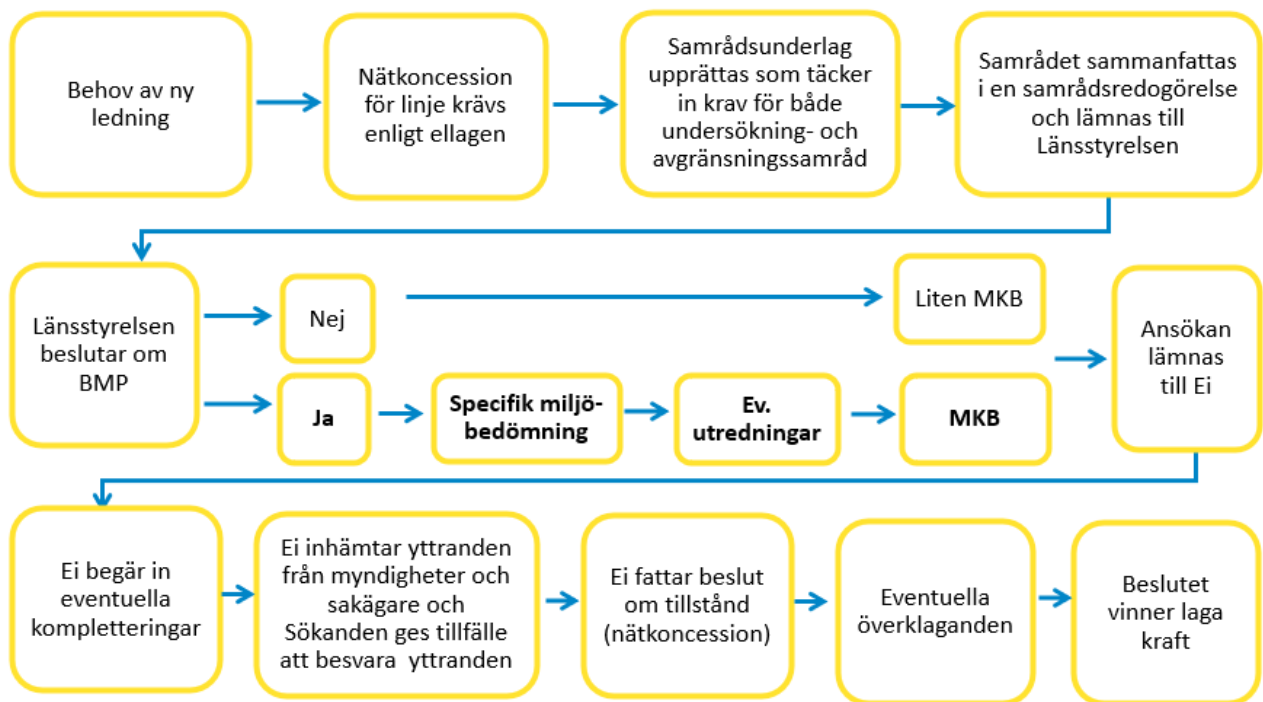 Behov av ny
ledning
Nätkoncession
för linje krävs
enligt ellagen
Samrådsunderlag
upprättas som täcker
in krav för både
undersökning- och
avgränsningssamråd
Samrådet sammanfattas
i en samrådsredogörelse
och lämnas till
Länsstyrelsen
Länsstyrelsen
beslutar om
BMP
Nej
Liten MKB
Ja
Specifik miljö-
bedömning
Ev.
utredningar
MKB
Ansökan
lämnas
till Ei
Ei begär in
eventuella
kompletteringar
Ei inhämtar yttranden
från myndigheter och
sakägare och
Sökanden ges tillfälle
att besvara yttranden
Ei fattar beslut
om tillstånd
(nätkoncession)
Eventuella
överklaganden
Beslutet
vinner laga
kraft